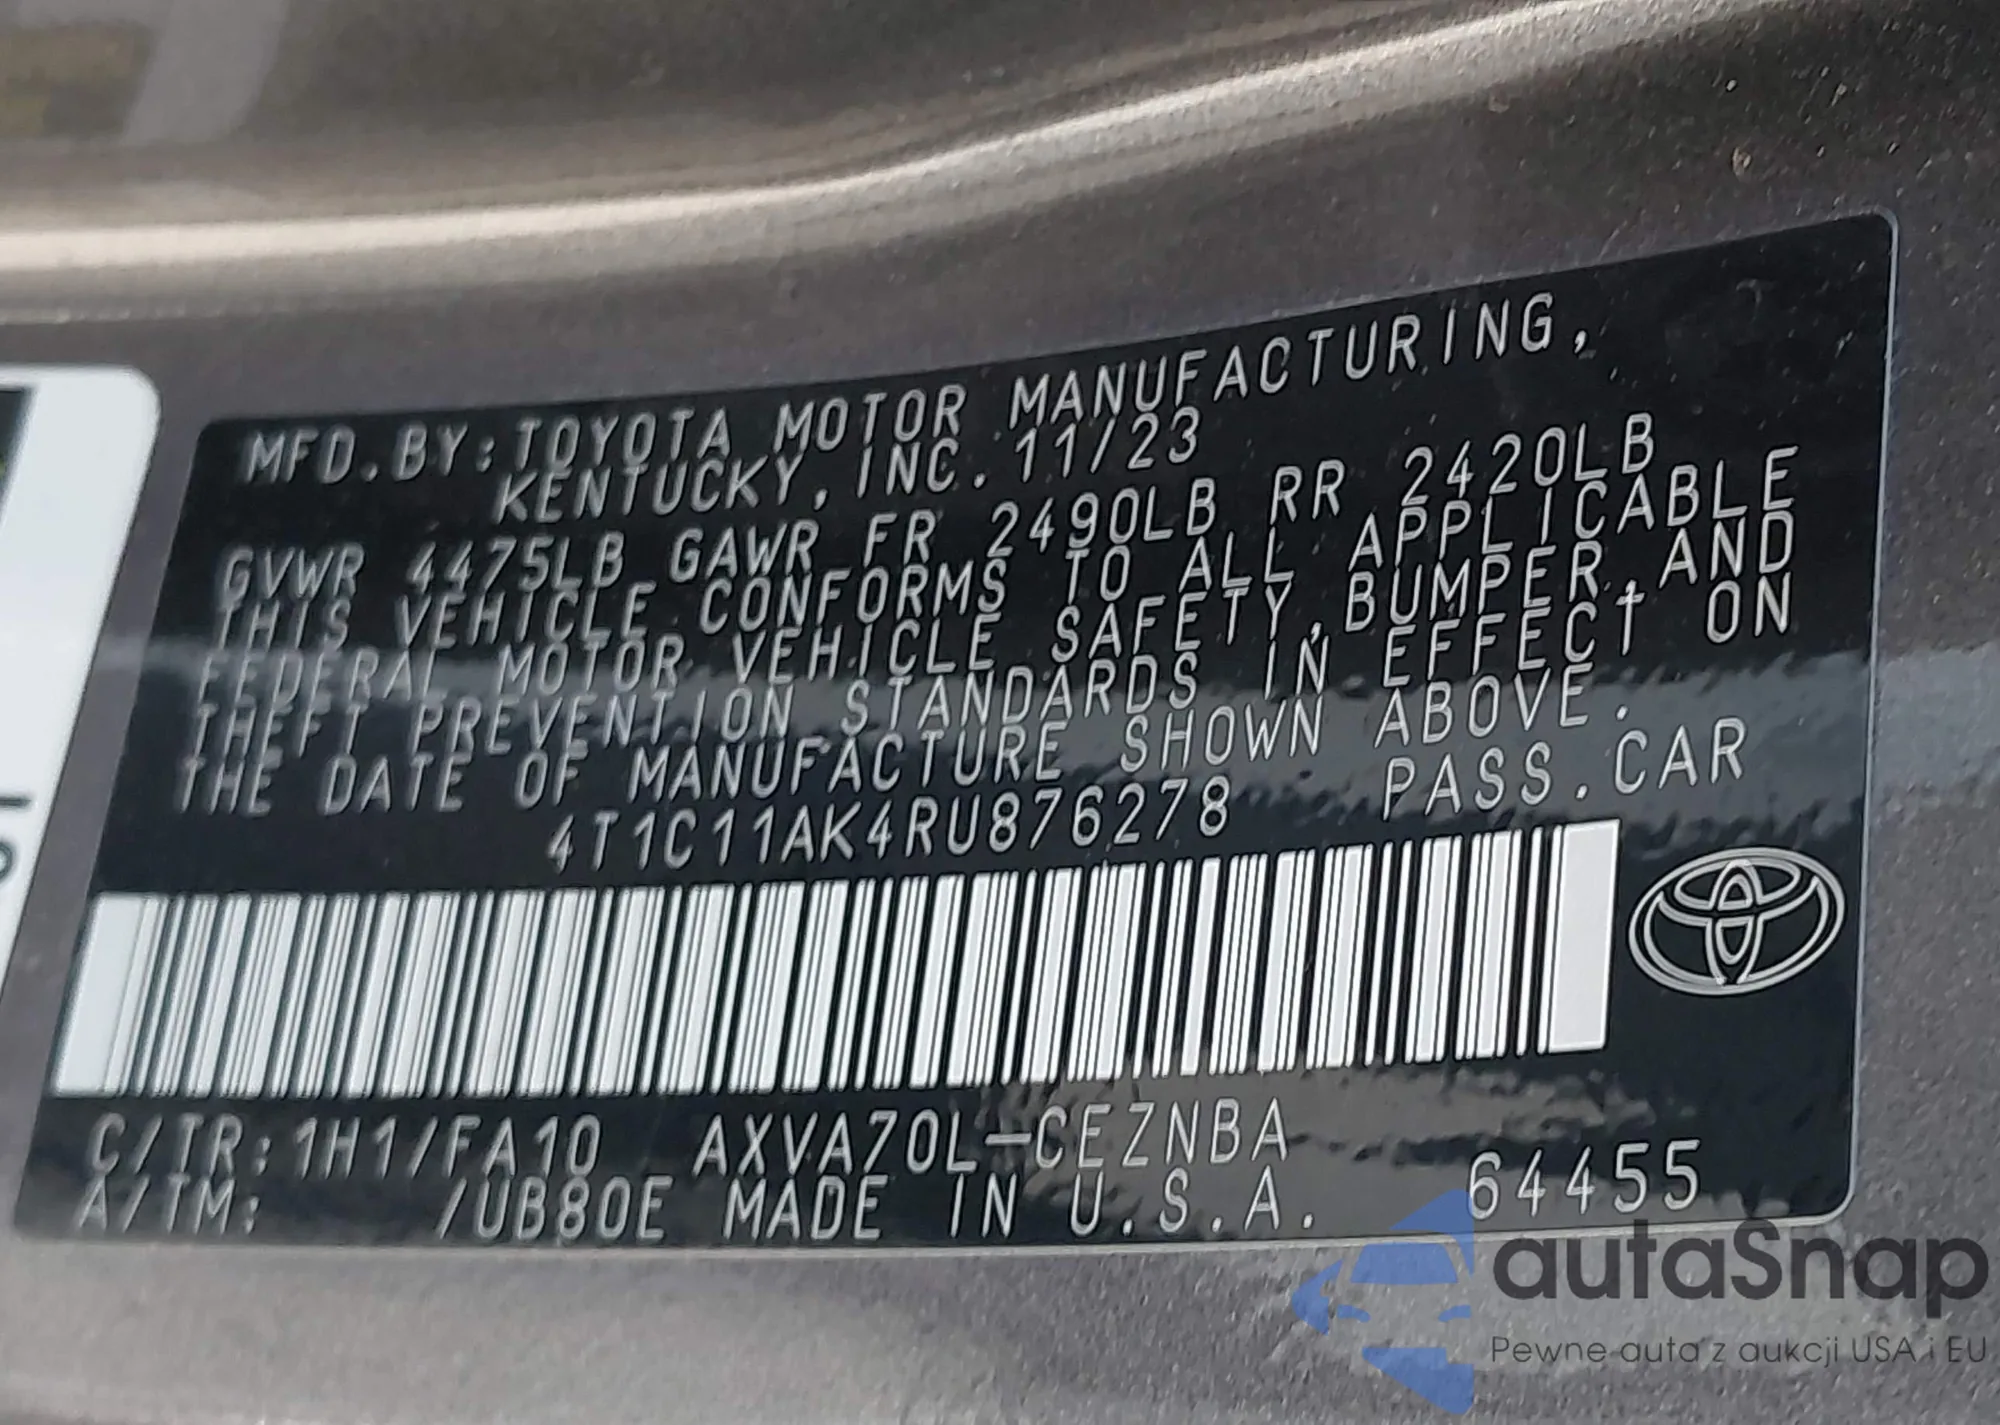 MFD.BY:TOYOTA MOTOR MANUFACTURING,
KENTUCKY, INC. 11/23
GVWR 4475LB GAWR FR 2490LB RR 2420LB
THIS VEHICLE CONFORMS TO ALL APPLICABLE
FEDERAL MOTOR VEHICLE SAFETY, BUMPER, AND
THEFT PREVENTION STANDARDS IN EFFECT ON
THE DATE OF MANUFACTURE SHOWN ABOVE.
4T1C11AK4RU876278 PASS.CAR
C/TR:1H1/FA10 AXVA70L-CEZNBA
A/TM: /UB80E MADE IN U.S.A. 64455
autaSnap
Pewne auta z aukcji USA i EU